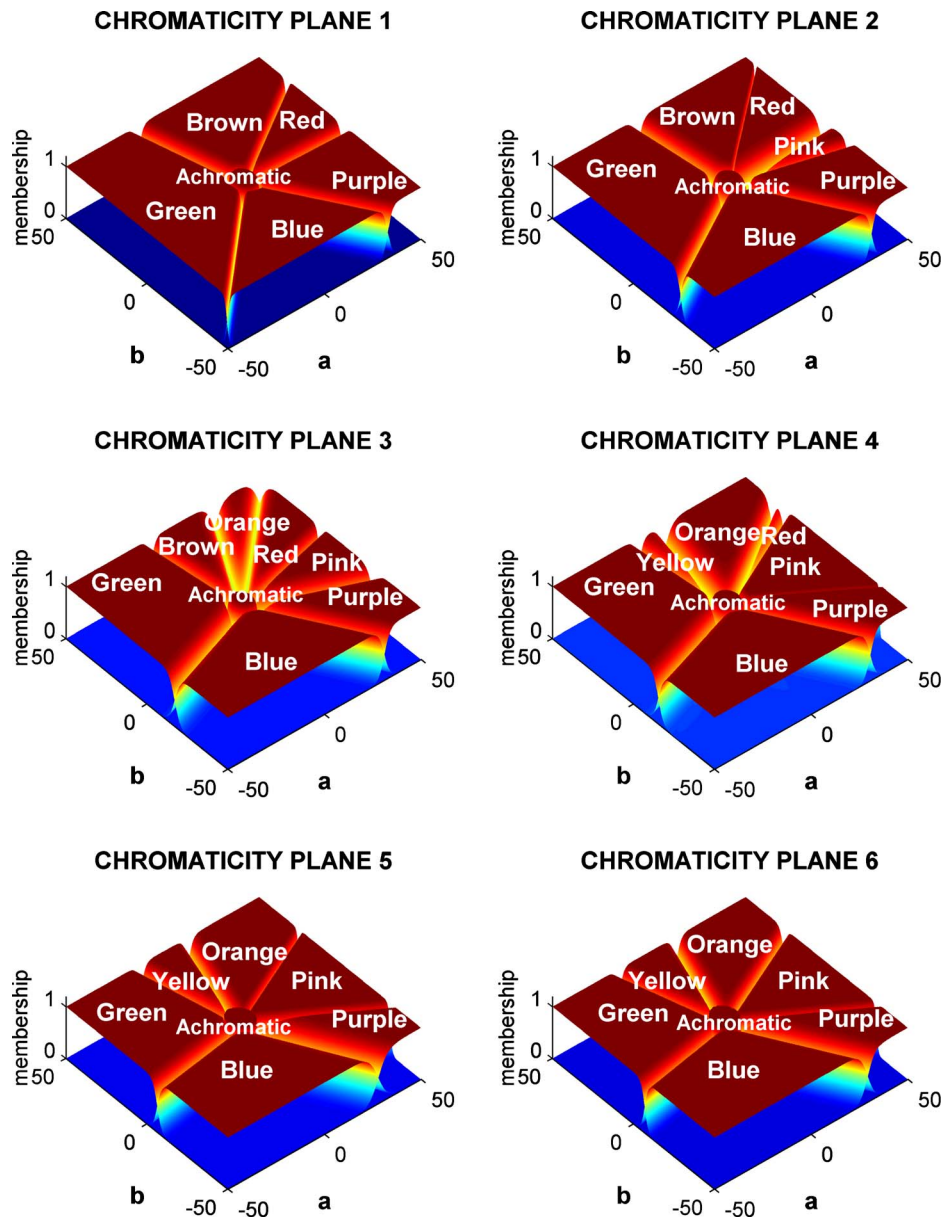 CHROMATICITY PLANE 1
membership
1
0
50
0
-50
b
-50
0
50
a
Brown
Red
Achromatic
Purple
Green
Blue
CHROMATICITY PLANE 2
membership
1
0
50
0
-50
b
-50
0
50
a
Brown
Red
Pink
Green
Achromatic
Purple
Blue
CHROMATICITY PLANE 3
membership
1
0
50
0
-50
b
-50
0
50
a
Orange
Brown
Red
Pink
Green
Achromatic
Purple
Blue
CHROMATICITY PLANE 4
membership
1
0
50
0
-50
b
-50
0
50
a
Orange
Red
Yellow
Pink
Green
Achromatic
Purple
Blue
CHROMATICITY PLANE 5
membership
1
0
50
0
-50
b
-50
0
50
a
Orange
Yellow
Pink
Green
Achromatic
Purple
Blue
CHROMATICITY PLANE 6
membership
1
0
50
0
-50
b
-50
0
50
a
Orange
Yellow
Pink
Green
Achromatic
Purple
Blue